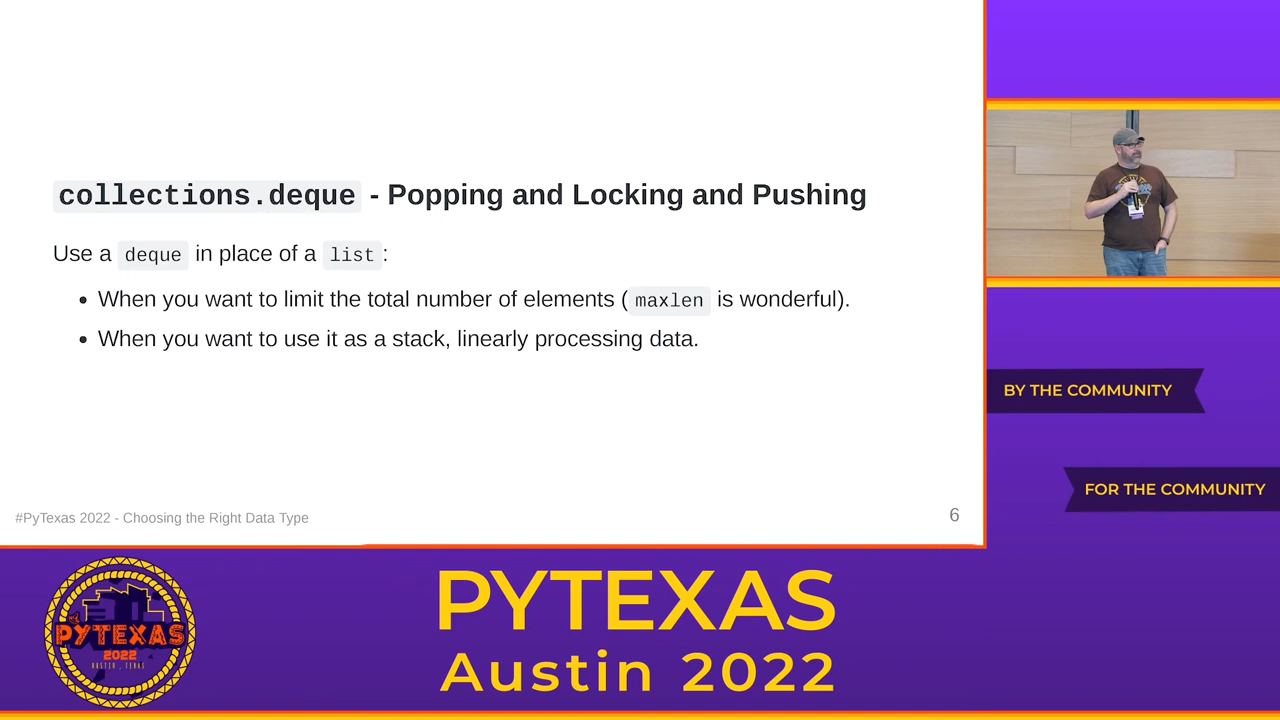 collections.deque - Popping and Locking and Pushing
Use a deque in place of a list:
• When you want to limit the total number of elements (maxlen is wonderful).
• When you want to use it as a stack, linearly processing data.
#PyTexas 2022 - Choosing the Right Data Type
6
BY THE COMMUNITY
FOR THE COMMUNITY
PYTEXAS
2022
AUSTIN, TEXAS
PYTEXAS
Austin 2022